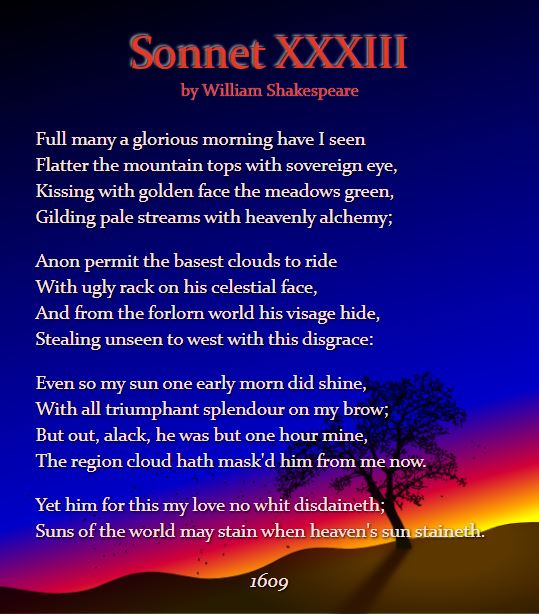 Sonnet XXXIII
by William Shakespeare
Full many a glorious morning have I seen
Flatter the mountain tops with sovereign eye,
Kissing with golden face the meadows green,
Gilding pale streams with heavenly alchemy;
Anon permit the basest clouds to ride
With ugly rack on his celestial face,
And from the forlorn world his visage hide,
Stealing unseen to west with this disgrace:
Even so my sun one early morn did shine,
With all triumphant splendour on my brow;
But out, alack, he was but one hour mine,
The region cloud hath mask'd him from me now.
Yet him for this my love no whit disdaineth;
Suns of the world may stain when heaven's sun staineth.
1609